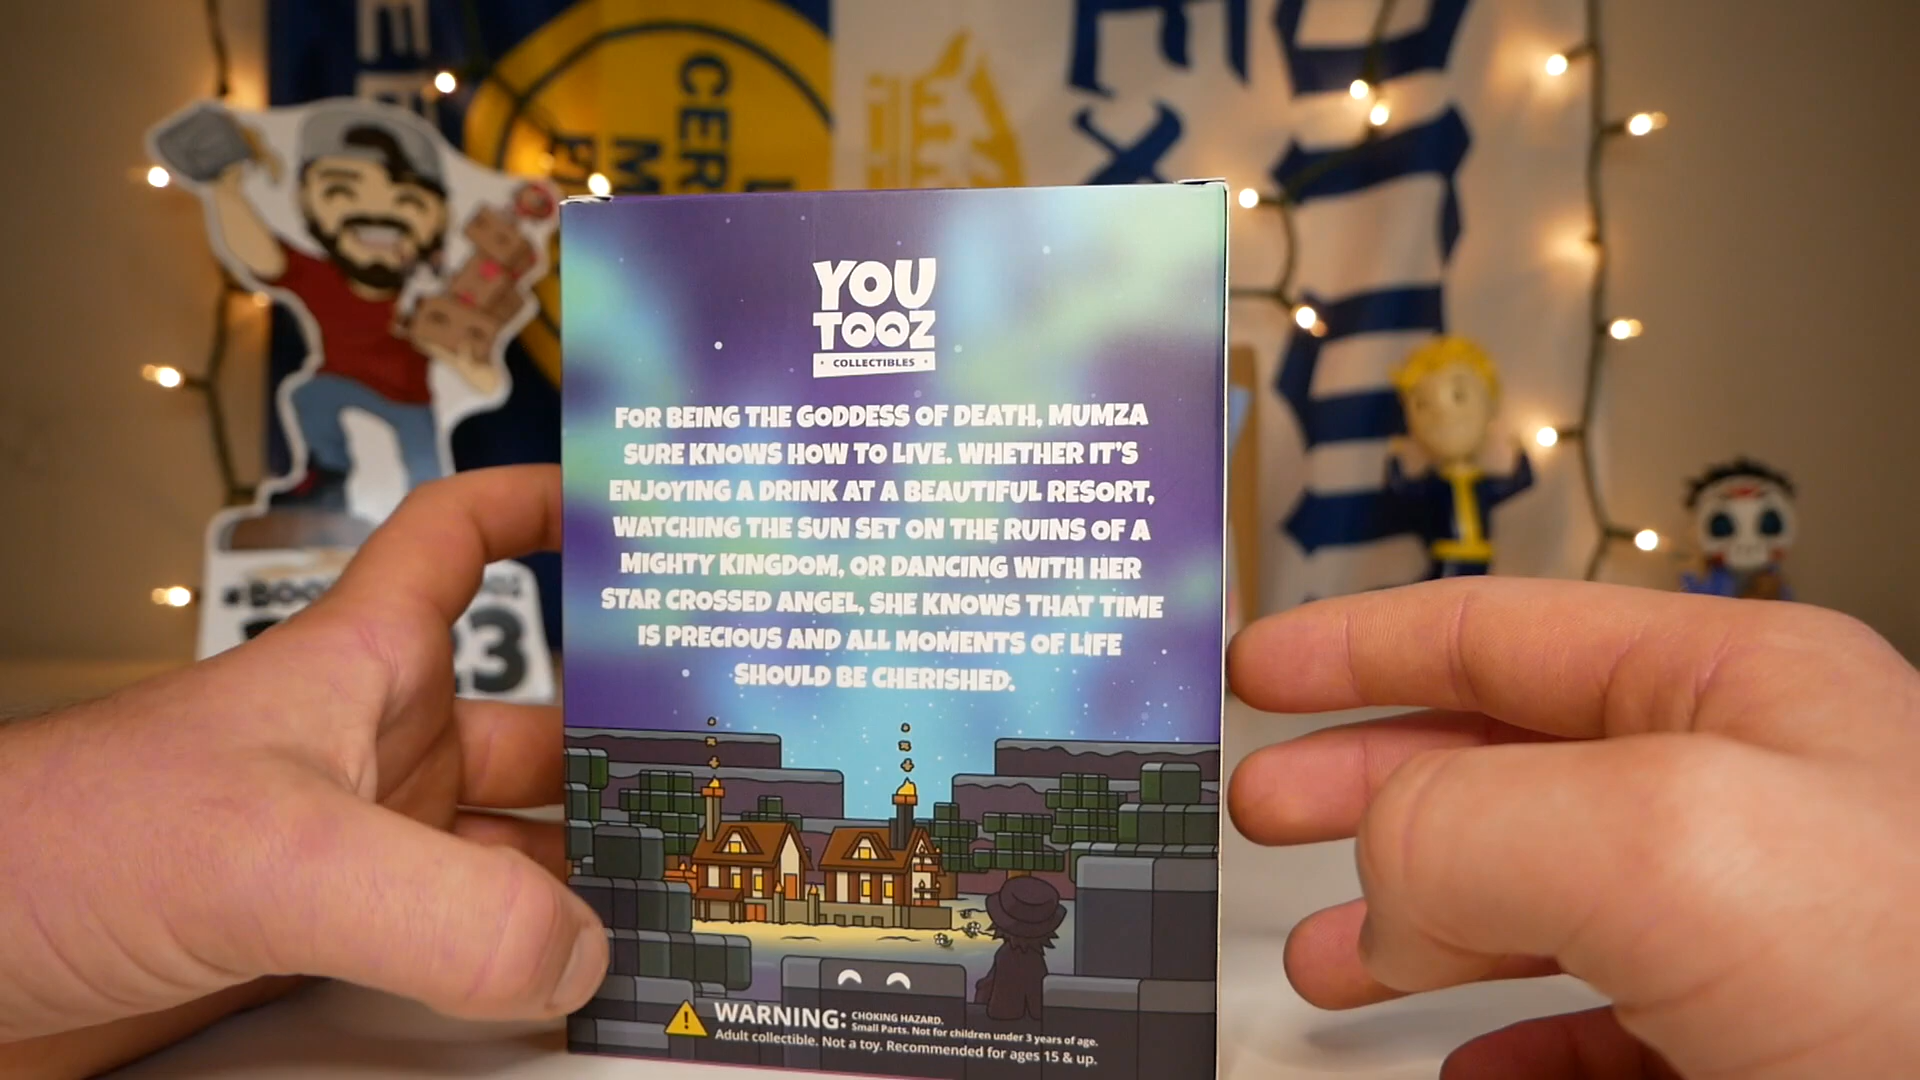 YOU
TOOZ
COLLECTIBLES
FOR BEING THE GODDESS OF DEATH, MUMZA
SURE KNOWS HOW TO LIVE. WHETHER IT'S
ENJOYING A DRINK AT A BEAUTIFUL RESORT,
WATCHING THE SUN SET ON THE RUINS OF A
MIGHTY KINGDOM, OR DANCING WITH HER
STAR CROSSED ANGEL, SHE KNOWS THAT TIME
IS PRECIOUS AND ALL MOMENTS OF LIFE
SHOULD BE CHERISHED.
WARNING: CHOKING HAZARD.
Small Parts. Not for children under 3 years of age.
Adult collectible. Not a toy. Recommended for ages 15 & up.
CER
M